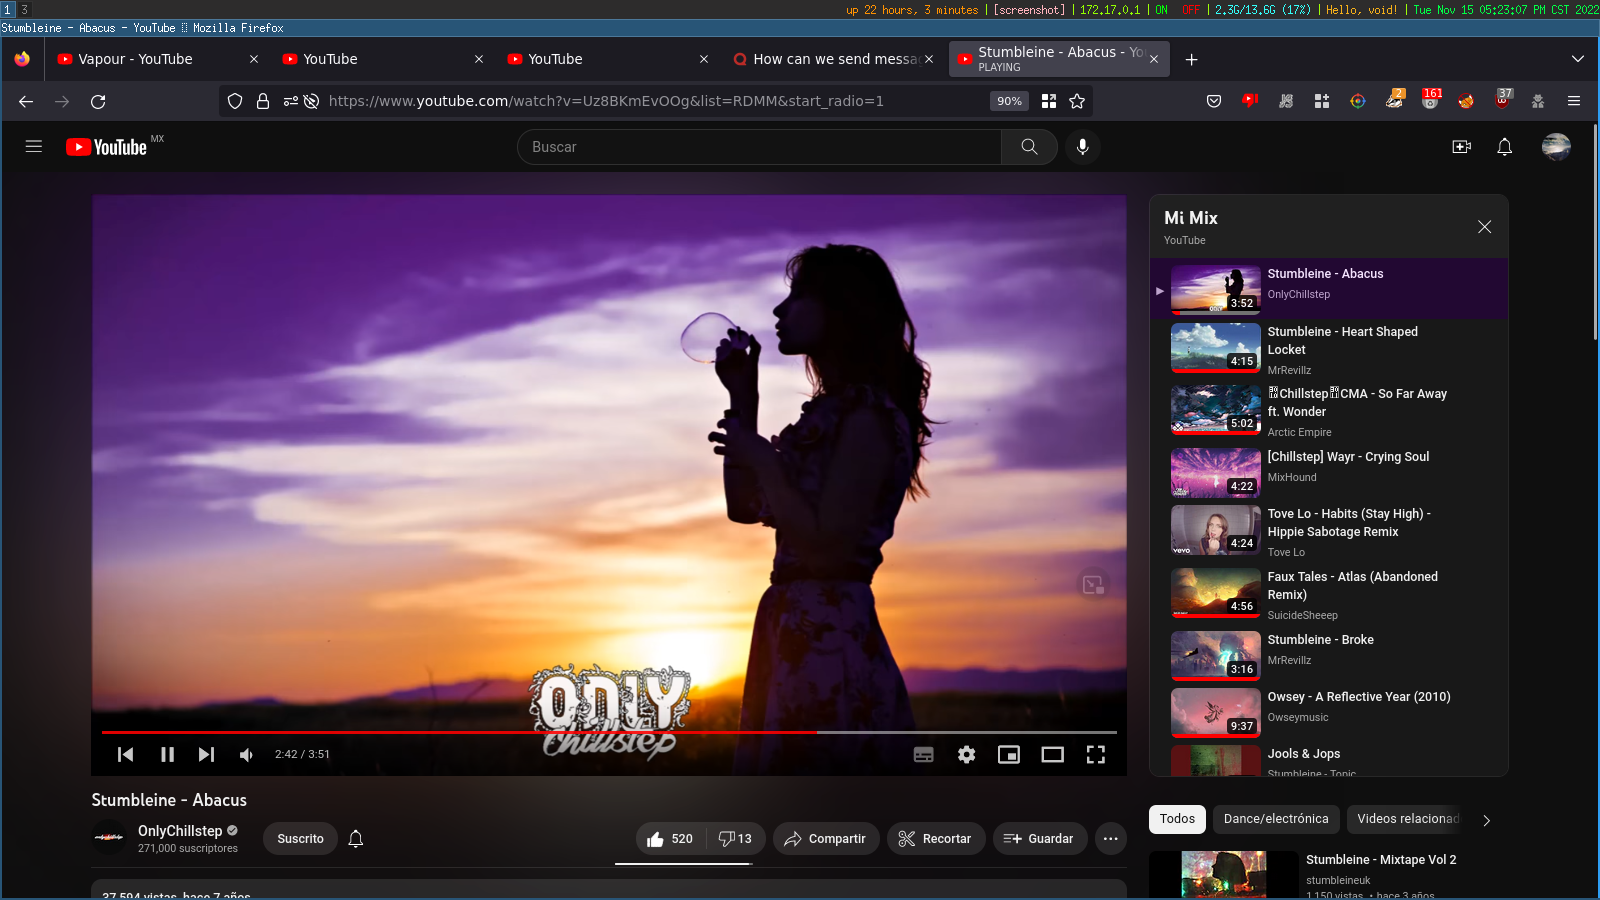 1 3 up 22 hours, 3 minutes | [screenshot] | 172.17.0.1 | ON OFF | 2.3G/13.6G (17%) | Hello, void! | Tue Nov 15 05:23:07 PM CST 2022
Stumbleine - Abacus - YouTube Mozilla Firefox
Vapour - YouTube
YouTube
YouTube
How can we send messa
Stumbleine - Abacus - Yo
PLAYING
https://www.youtube.com/watch?v=Uz8BKmEvOOg&list=RDMM&start_radio=1
90%
2
161
37
YouTube MX
Buscar
Mi Mix
YouTube
Stumbleine - Abacus
OnlyChillstep
3:52
Stumbleine - Heart Shaped
Locket
MrRevillz
4:15
Chillstep CMA - So Far Away
ft. Wonder
Arctic Empire
5:02
[Chillstep] Wayr - Crying Soul
MixHound
4:22
Tove Lo - Habits (Stay High) -
Hippie Sabotage Remix
Tove Lo
vevo
4:24
Faux Tales - Atlas (Abandoned
Remix)
SuicideSheeep
4:56
Stumbleine - Broke
MrRevillz
3:16
Owsey - A Reflective Year (2010)
Owseymusic
9:37
Jools & Jops
Stumbleine - Topic
ONLY
Chillstep
2:42 / 3:51
Stumbleine - Abacus
OnlyChillstep
271,000 suscriptores
Suscrito
520
13
Compartir
Recortar
Guardar
37,594 vistas hace 7 años
Todos
Dance/electrónica
Videos relacionad
Stumbleine - Mixtape Vol 2
stumbleineuk
1,150 vistas • hace 3 años